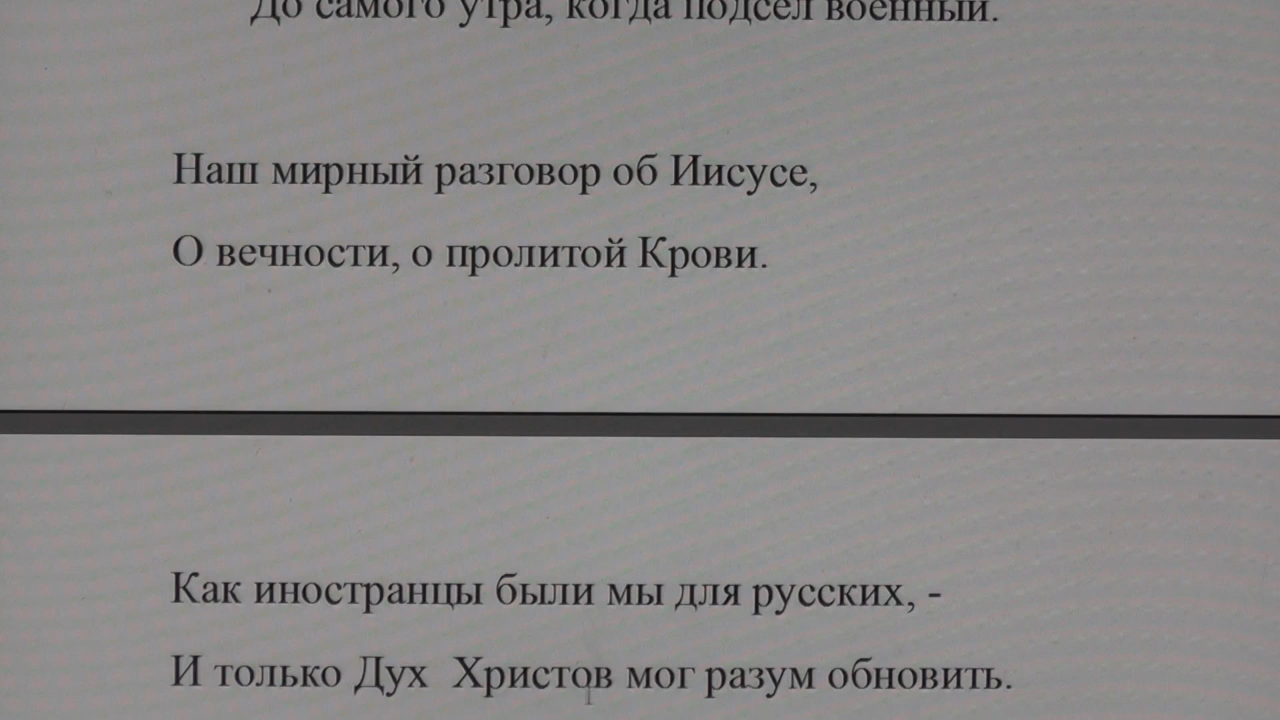 До самого утра, когда подсел военный.
Наш мирный разговор об Иисусе,
О вечности, о пролитой Крови.
Как иностранцы были мы для русских, -
И только Дух  Христов мог разум обновить.